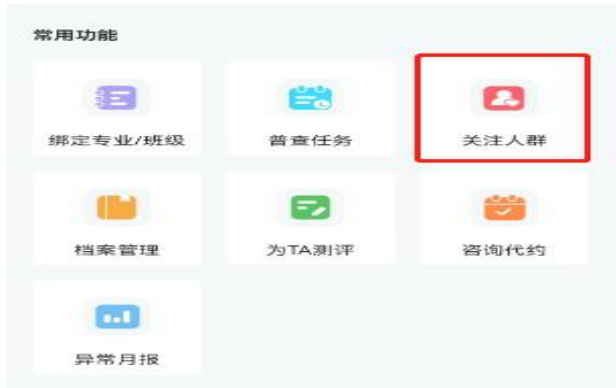 常用功能
绑定专业/班级
普查任务
关注人群
档案管理
为TA测评
咨询代约
异常月报